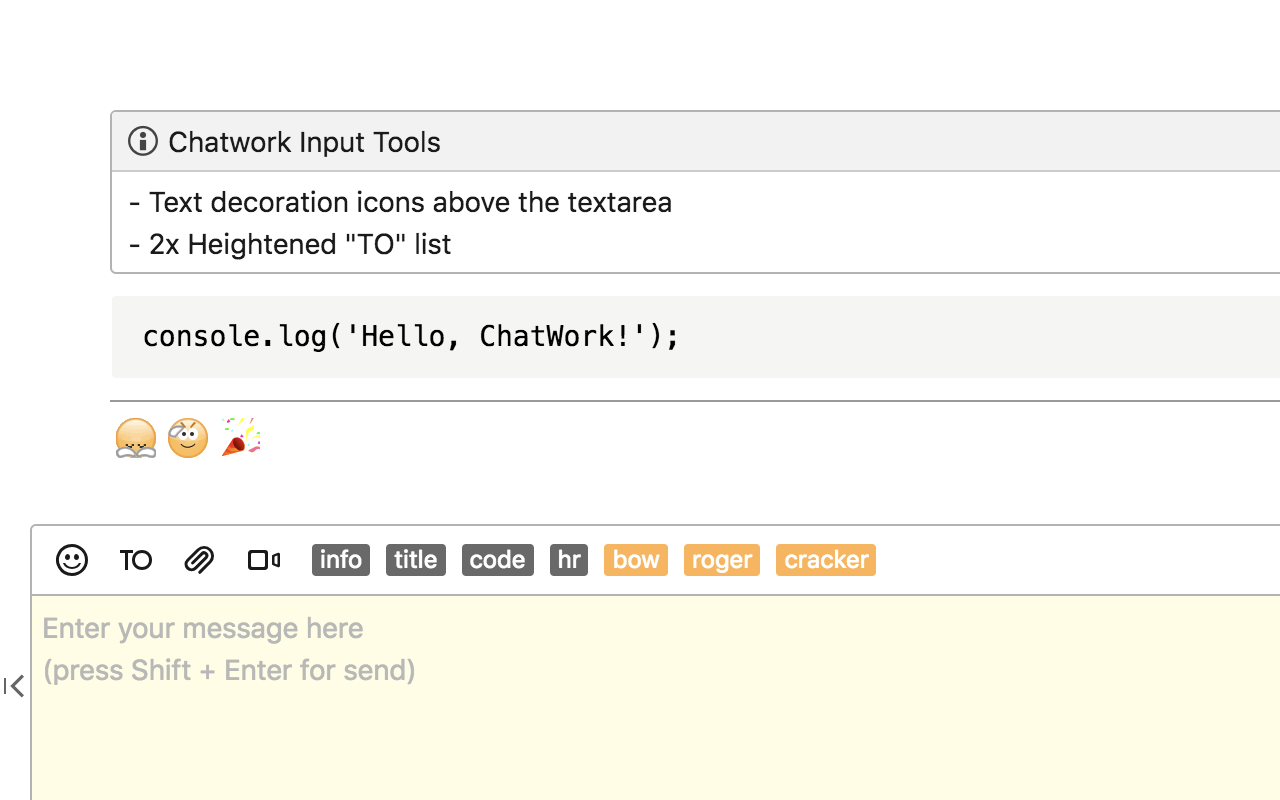 Chatwork Input Tools
- Text decoration icons above the textarea
- 2x Heightened "TO" list
console.log('Hello, ChatWork!');
TO info title code hr bow roger cracker
Enter your message here
(press Shift + Enter for send)